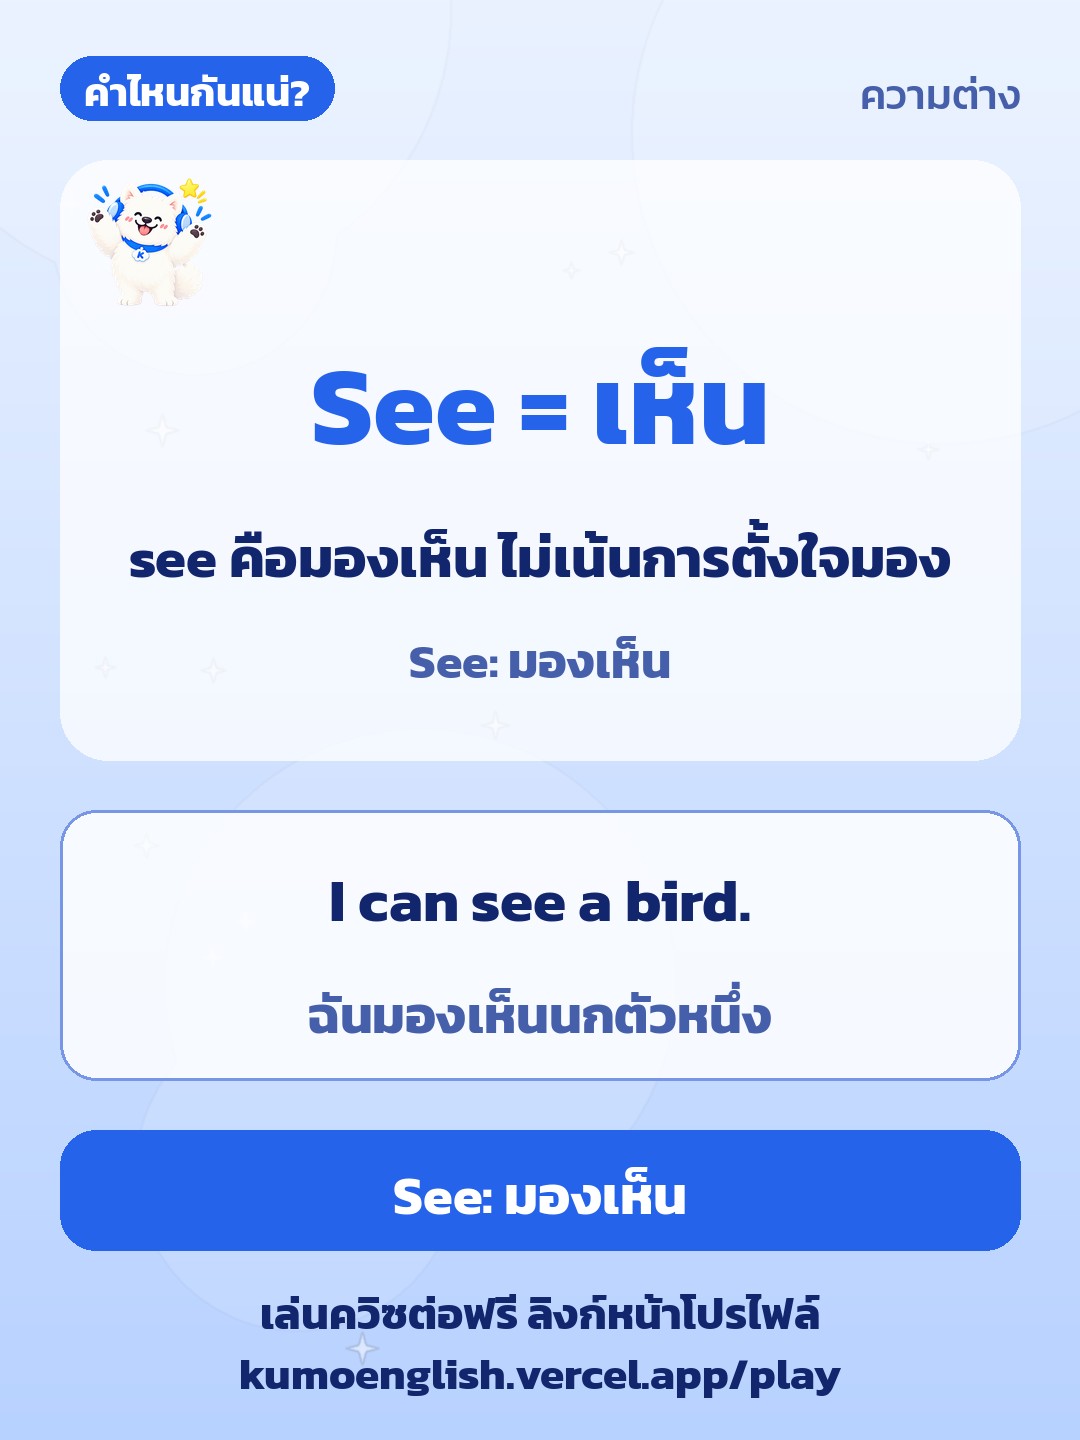 คำไหนกันแน่?
ความต่าง
K
See = เห็น
see คือมองเห็น ไม่เน้นการตั้งใจมอง
See: มองเห็น
I can see a bird.
ฉันมองเห็นนกตัวหนึ่ง
See: มองเห็น
เล่นควิซต่อฟรี ลิงก์หน้าโปรไฟล์
kumoenglish.vercel.app/play